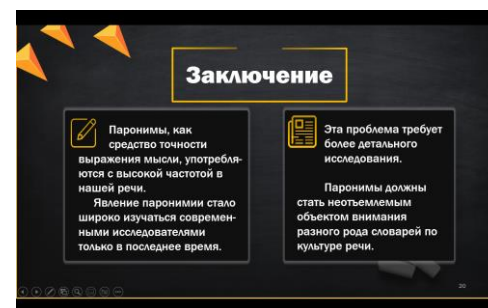 Заключение
Паронимы, как
средство точности
выражения мысли, употребля-
ются с высокой частотой в
нашей речи.
Явление паронимии стало
широко изучаться современ-
ными исследователями
только в последнее время.
Эта проблема требует
более детального
исследования.
Паронимы должны
стать неотъемлемым
объектом внимания
разного рода словарей по
культуре речи.
20